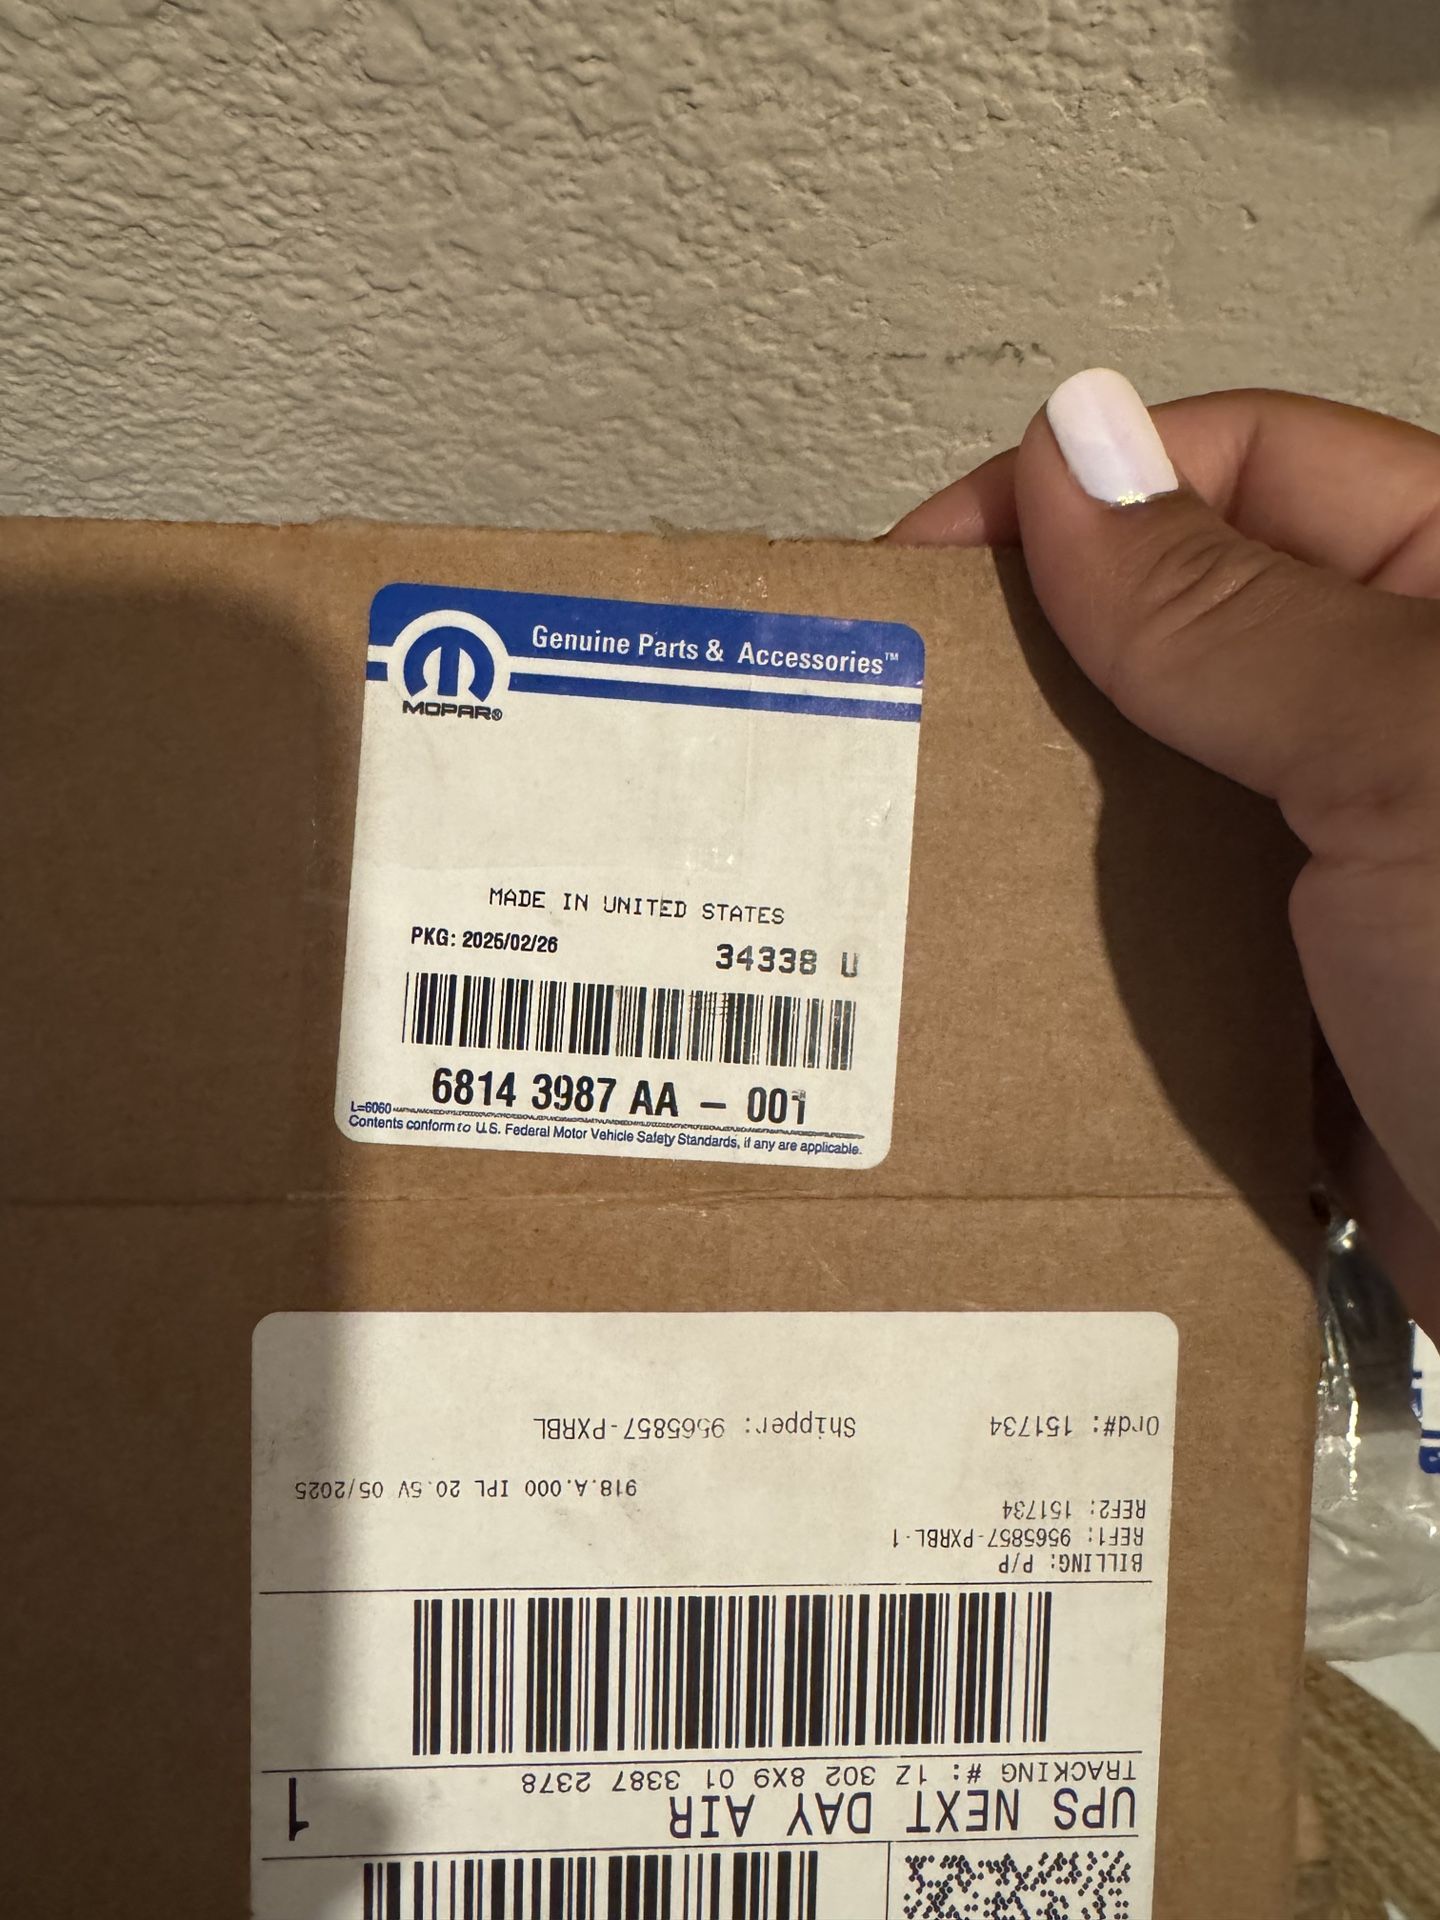 Genuine Parts & Accessories™
MOPAR®
MADE IN UNITED STATES
PKG: 2025/02/26
34338 U
6814 3987 AA - 001
L=6060
Contents conform to U.S. Federal Motor Vehicle Safety Standards, if any are applicable.
UPS NEXT DAY AIR
1
TRACKING #: 1Z 302 8X9 01 3387 2378
BILLING: P/P
REF1: 9565857-PXRBL-1
REF2: 151734
918.A.000 IPL 20.5V 05/2025
Ord#: 151734
Shipper: 9565857-PXRBL